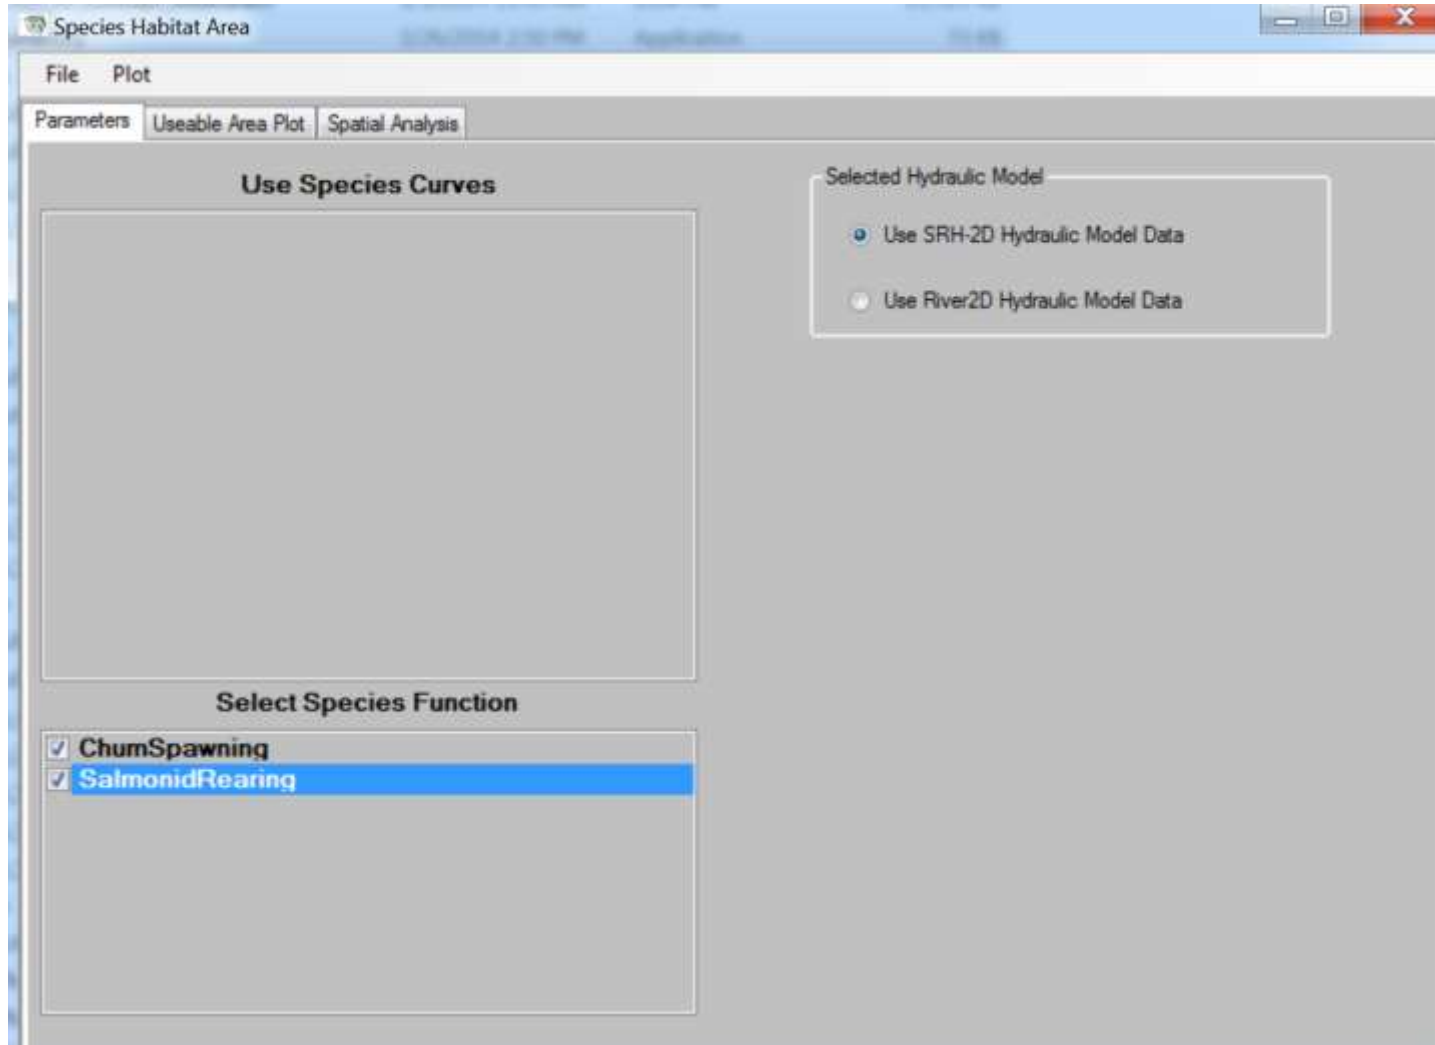 Species Habitat Area
File Plot
Parameters Useable Area Plot Spatial Analysis
Use Species Curves
Selected Hydraulic Model
Use SRH-2D Hydraulic Model Data
Use River2D Hydraulic Model Data
Select Species Function
ChumSpawning
SalmonidRearing